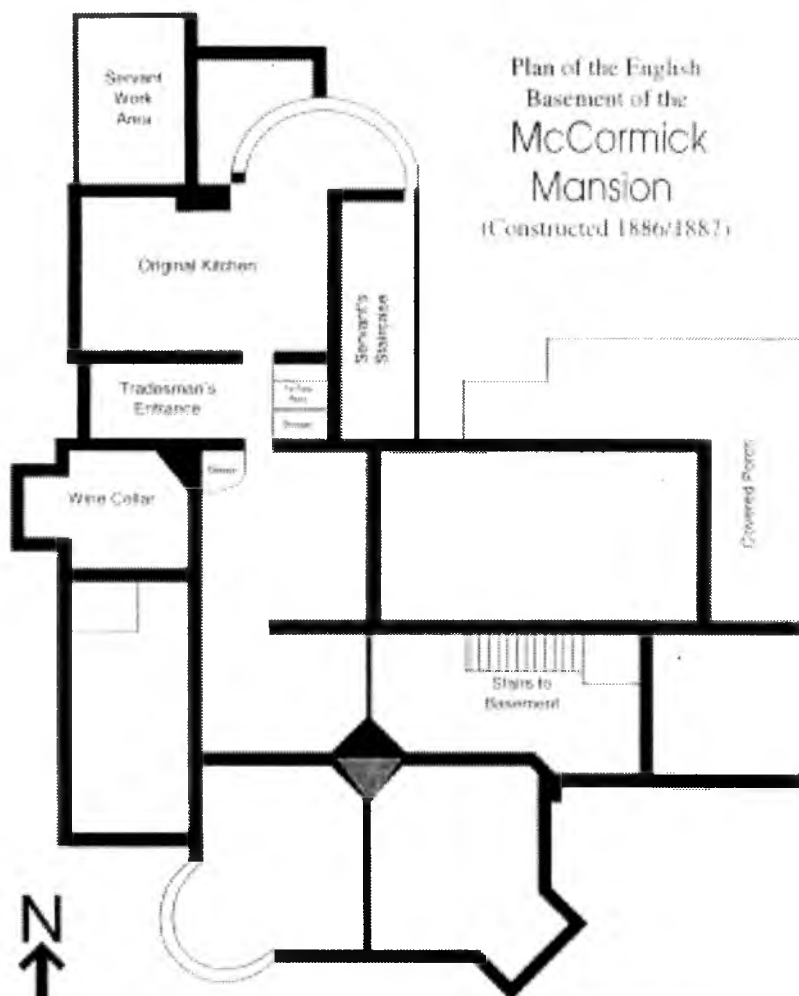 Plan of the English
Basement of the
McCormick
Mansion
(Constructed 1886/1887)
Servant
Work
Area
Original Kitchen
Servant's
Staircase
Tradesman's
Entrance
Storage
Wine Cellar
Covered Porch
Stairs to
Basement
N